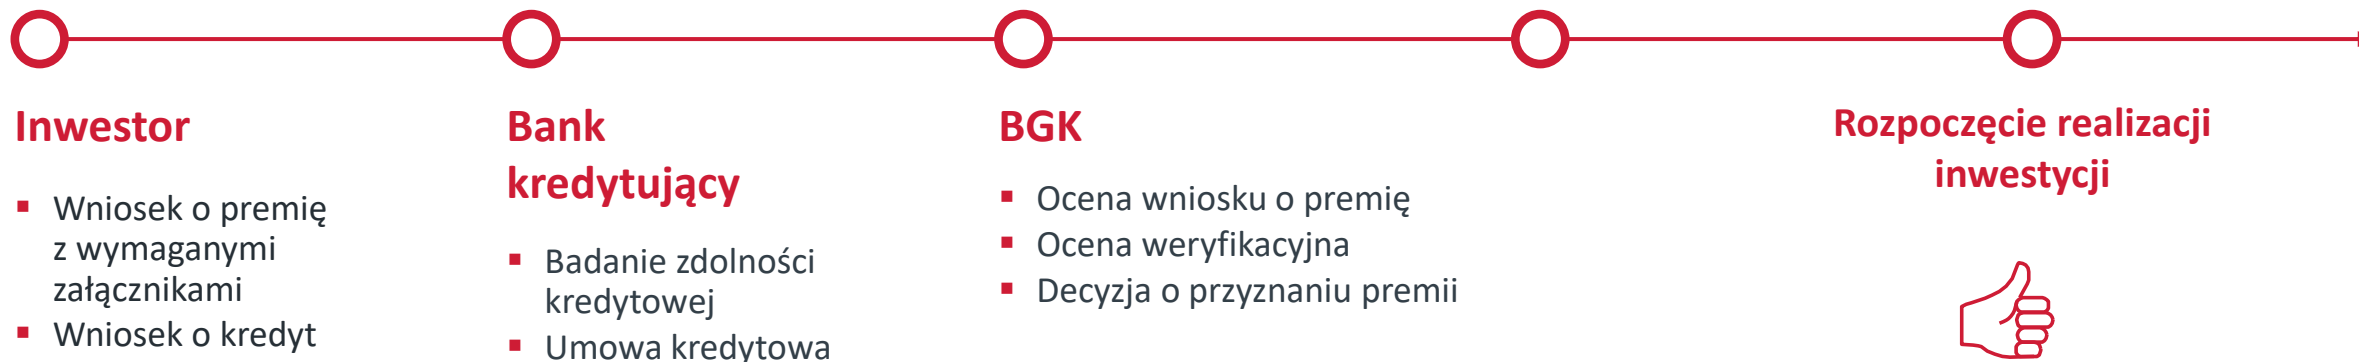 Inwestor
Wniosek o premię
z wymaganymi
załącznikami
Wniosek o kredyt
Bank
kredytujący
Badanie zdolności
kredytowej
Umowa kredytowa
BGK
Ocena wniosku o premię
Ocena weryfikacyjna
Decyzja o przyznaniu premii
Rozpoczęcie realizacji
inwestycji